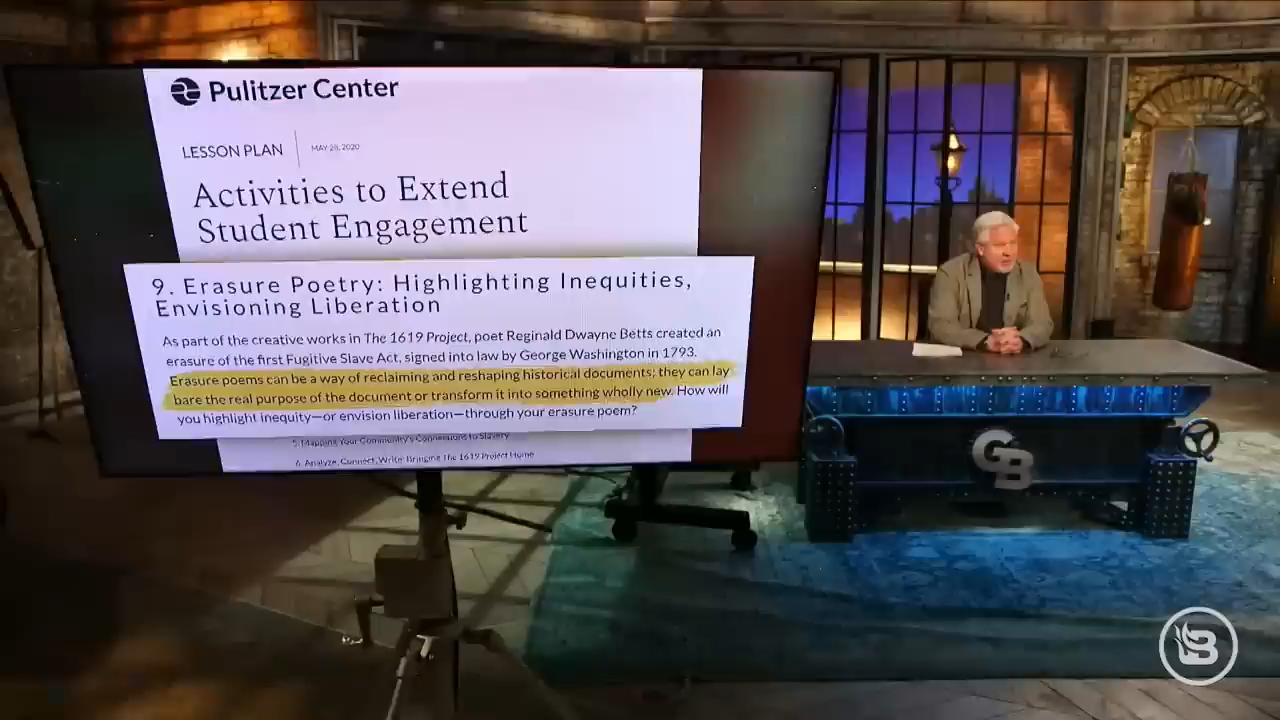 Pulitzer Center
LESSON PLAN
MAY 28, 2020
Activities to Extend
Student Engagement
9. Erasure Poetry: Highlighting Inequities,
Envisioning Liberation
As part of the creative works in The 1619 Project, poet Reginald Dwayne Betts created an
erasure of the first Fugitive Slave Act, signed into law by George Washington in 1793.
Erasure poems can be a way of reclaiming and reshaping historical documents; they can lay
bare the real purpose of the document or transform it into something wholly new. How will
you highlight inequity—or envision liberation—through your erasure poem?
5. Mapping Your Community's Connections to Slavery
6. Analyze, Connect, Write: Bringing The 1619 Project Home
GB
B